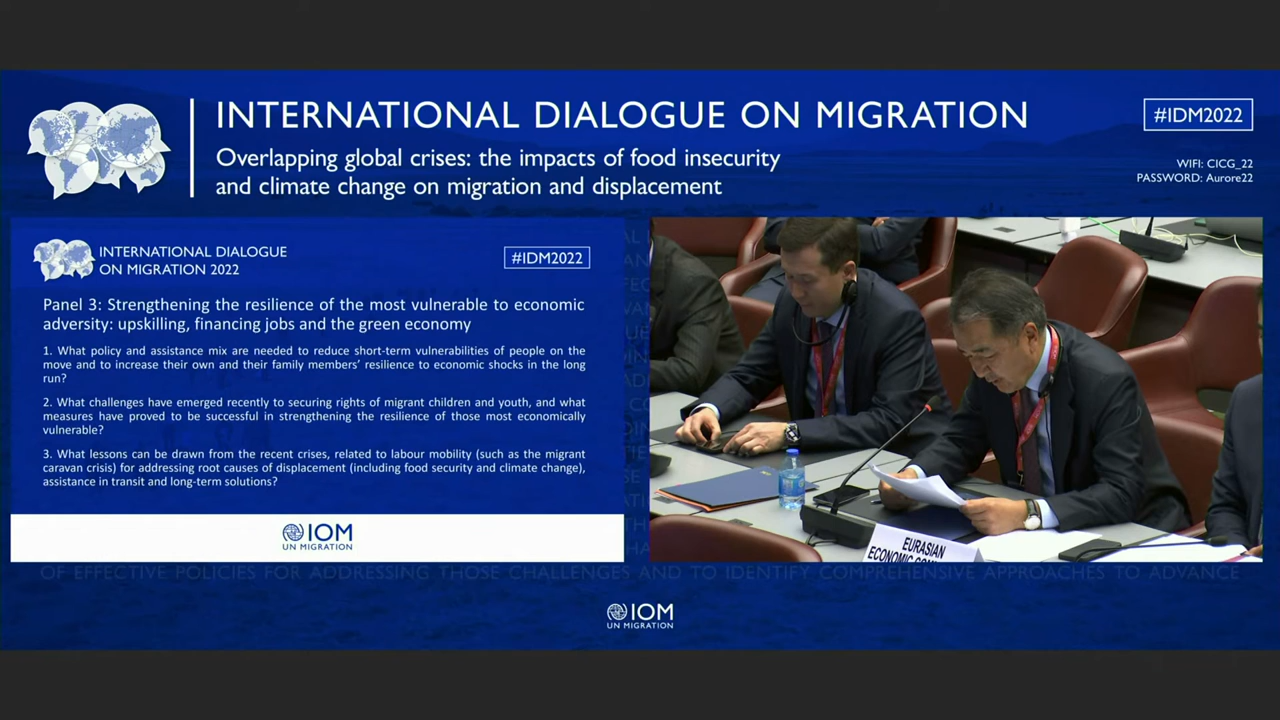 INTERNATIONAL DIALOGUE ON MIGRATION
Overlapping global crises: the impacts of food insecurity
and climate change on migration and displacement
#IDM2022
WIFI: CICG_22
PASSWORD: Aurore22
INTERNATIONAL DIALOGUE
ON MIGRATION 2022
#IDM2022
Panel 3: Strengthening the resilience of the most vulnerable to economic
adversity: upskilling, financing jobs and the green economy
1. What policy and assistance mix are needed to reduce short-term vulnerabilities of people on the
move and to increase their own and their family members' resilience to economic shocks in the long
run?
2. What challenges have emerged recently to securing rights of migrant children and youth, and what
measures have proved to be successful in strengthening the resilience of those most economically
vulnerable?
3. What lessons can be drawn from the recent crises, related to labour mobility (such as the migrant
caravan crisis) for addressing root causes of displacement (including food security and climate change),
assistance in transit and long-term solutions?
IOM
UN MIGRATION
EURASIAN
ECONOMIC
OF EFFECTIVE POLICIES FOR ADDRESSING THOSE CHALLENGES AND TO IDENTIFY COMPREHENSIVE APPROACHES TO ADVANCE
IOM
UN MIGRATION